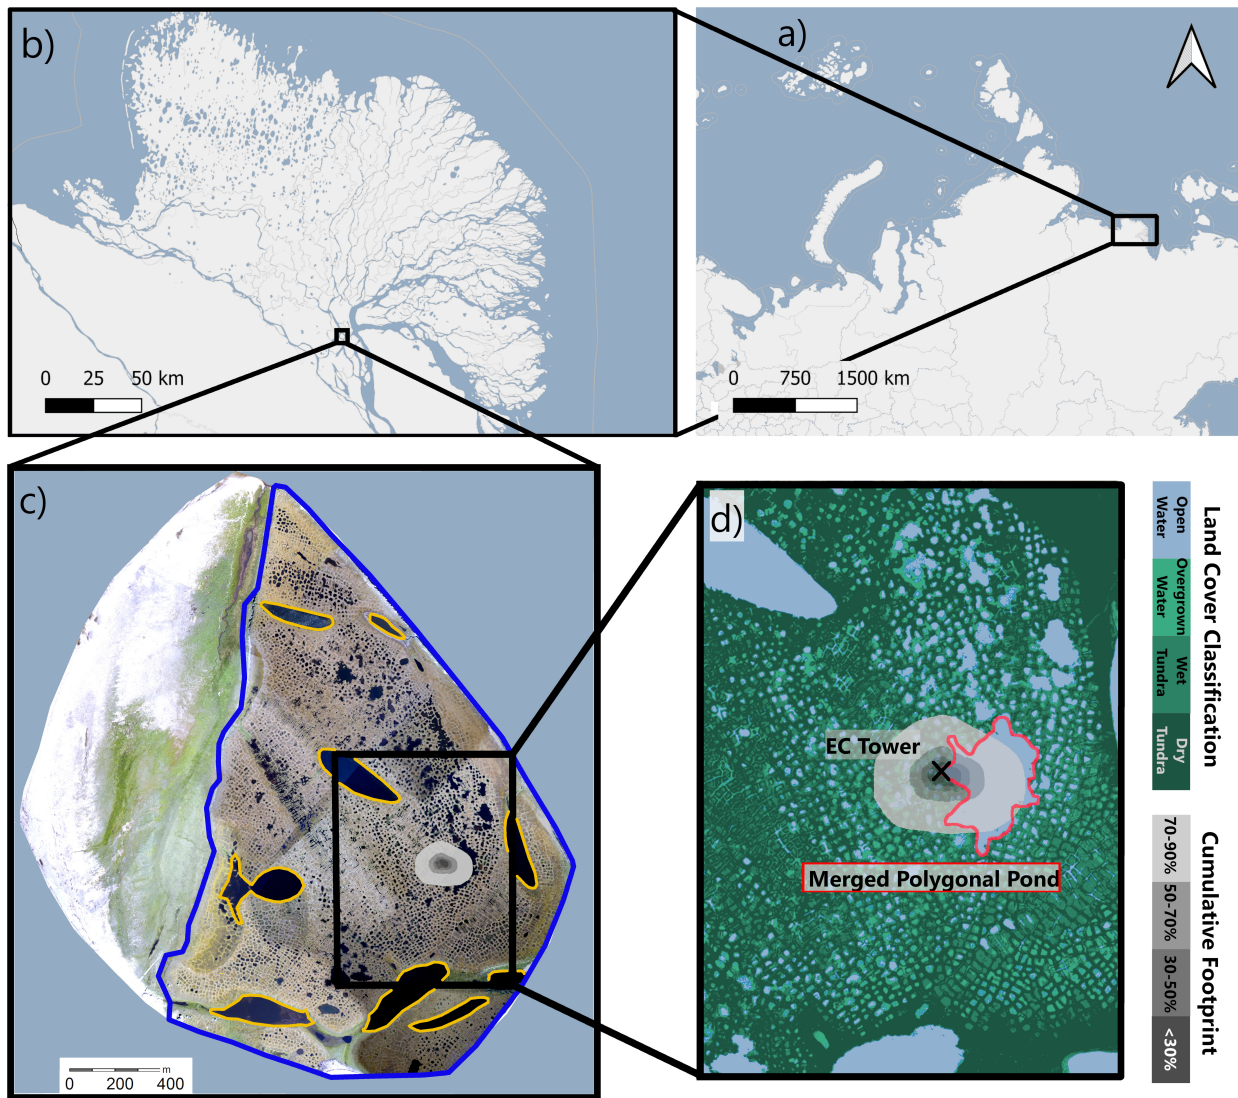 b)
0 25 50 km
a)
0 750 1500 km
c)
0 200 400 m
d)
EC Tower
Merged Polygonal Pond
Land Cover Classification
Open
Water
Overgrown
Water
Wet
Tundra
Dry
Tundra
Cumulative Footprint
70-90%
50-70%
30-50%
<30%